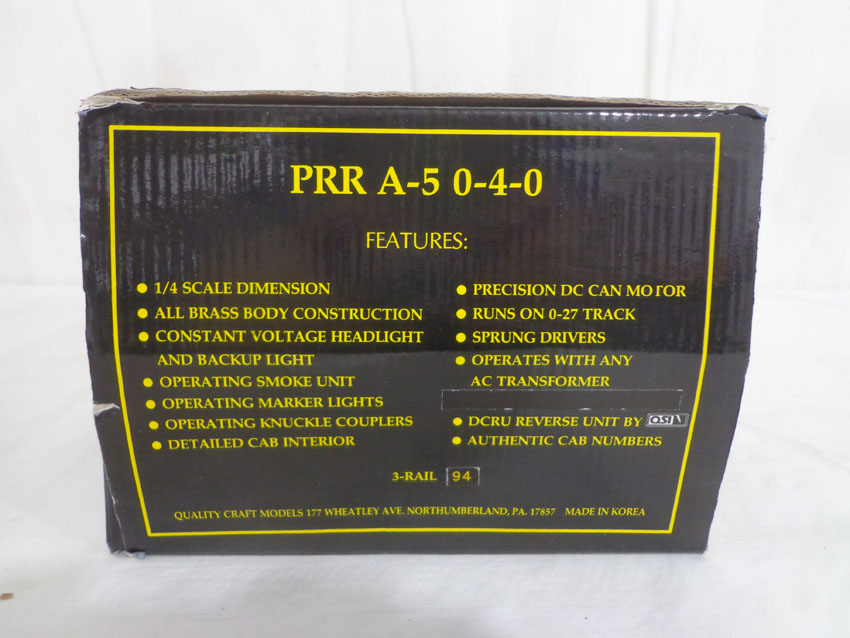 PRR A-5 0-4-0
FEATURES:
● 1/4 SCALE DIMENSION
● ALL BRASS BODY CONSTRUCTION
● CONSTANT VOLTAGE HEADLIGHT
AND BACKUP LIGHT
● OPERATING SMOKE UNIT
● OPERATING MARKER LIGHTS
● OPERATING KNUCKLE COUPLERS
● DETAILED CAB INTERIOR
● PRECISION DC CAN MOTOR
● RUNS ON 0-27 TRACK
● SPRUNG DRIVERS
● OPERATES WITH ANY
AC TRANSFORMER
● DCRU REVERSE UNIT BY QSI
● AUTHENTIC CAB NUMBERS
3-RAIL 94
QUALITY CRAFT MODELS 177 WHEATLEY AVE. NORTHUMBERLAND, PA. 17857 MADE IN KOREA